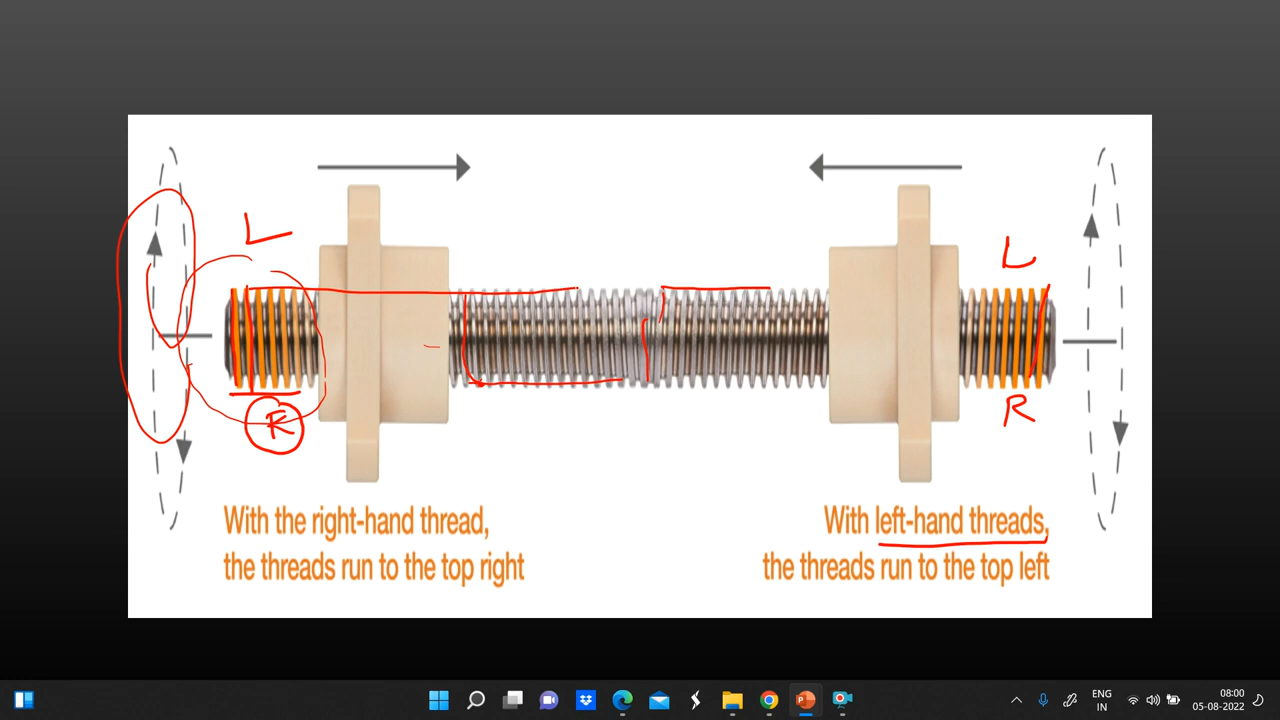 L
L
R
R
With the right-hand thread,
the threads run to the top right
With left-hand threads,
the threads run to the top left
ENG
IN
08:00
05-08-2022